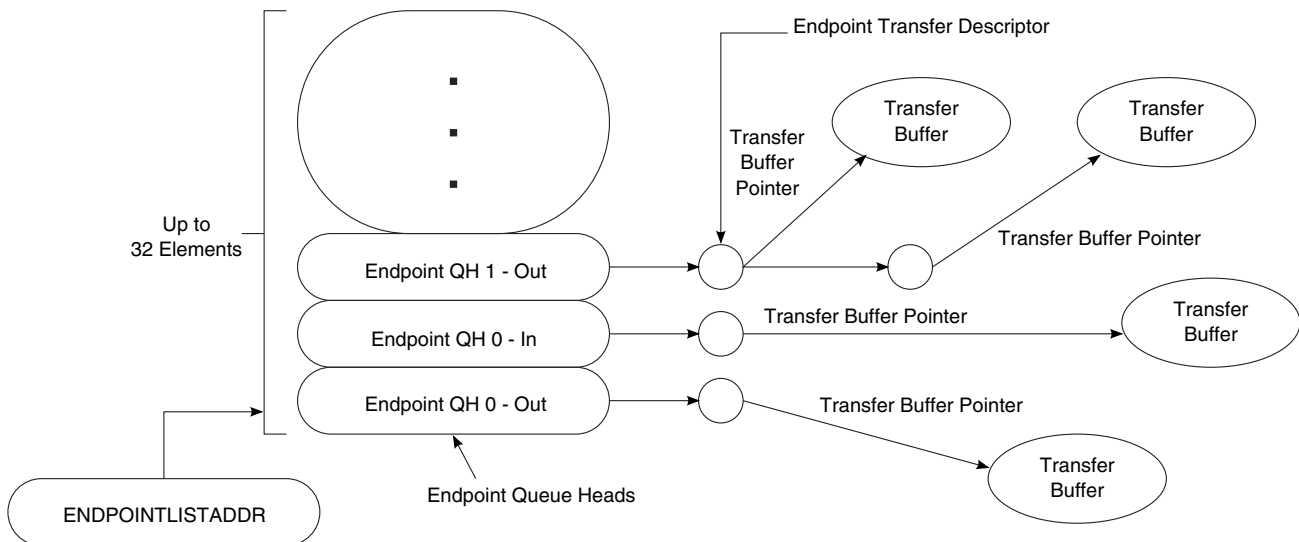 Endpoint Transfer Descriptor
Transfer
Buffer
Transfer
Buffer
Transfer
Buffer
Pointer
Up to
32 Elements
Transfer Buffer Pointer
Endpoint QH 1 - Out
Transfer Buffer Pointer
Transfer
Buffer
Endpoint QH 0 - In
Endpoint QH 0 - Out
Transfer Buffer Pointer
Transfer
Buffer
Endpoint Queue Heads
ENDPOINTLISTADDR